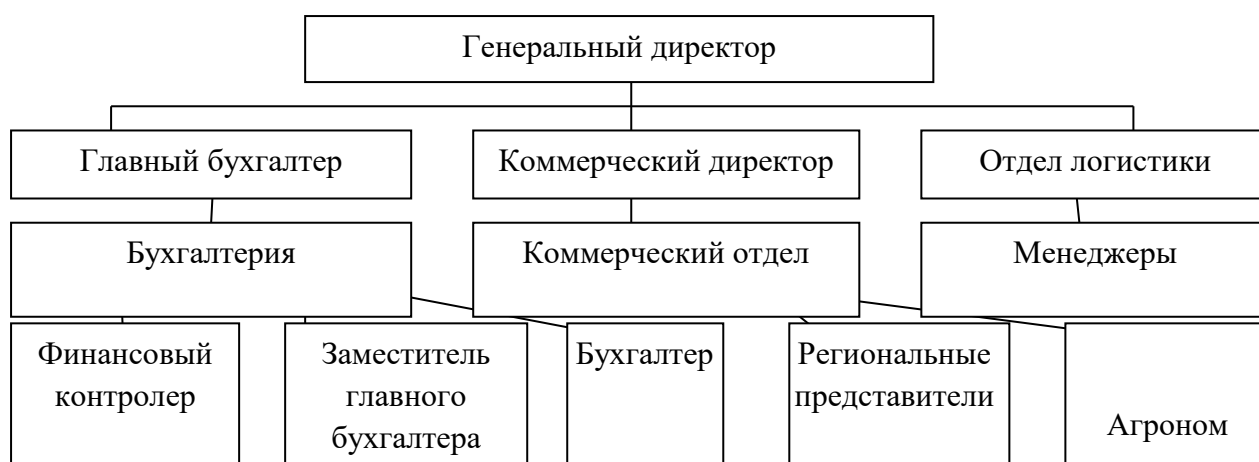 Генеральный директор
Главный бухгалтер
Коммерческий директор
Отдел логистики
Бухгалтерия
Коммерческий отдел
Менеджеры
Финансовый
контролер
Заместитель
главного
бухгалтера
Бухгалтер
Региональные
представители
Агроном